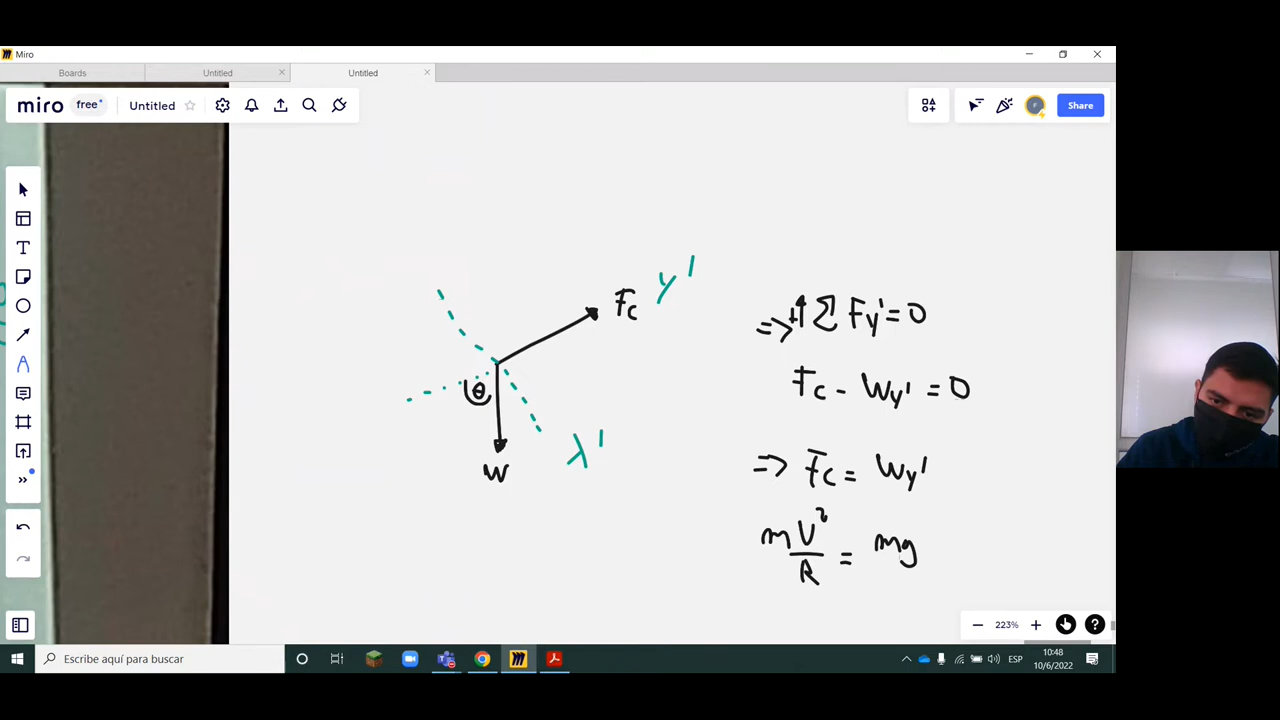 Miro
Boards
Untitled
Untitled
miro
free
Untitled
Share
Fc
y'
θ
W
λ'
=> + Σ Fy' = 0
Fc - Wy' = 0
=> Fc = Wy'
m V² / R = mg
223%
Escribe aquí para buscar
ESP
10:48
10/6/2022